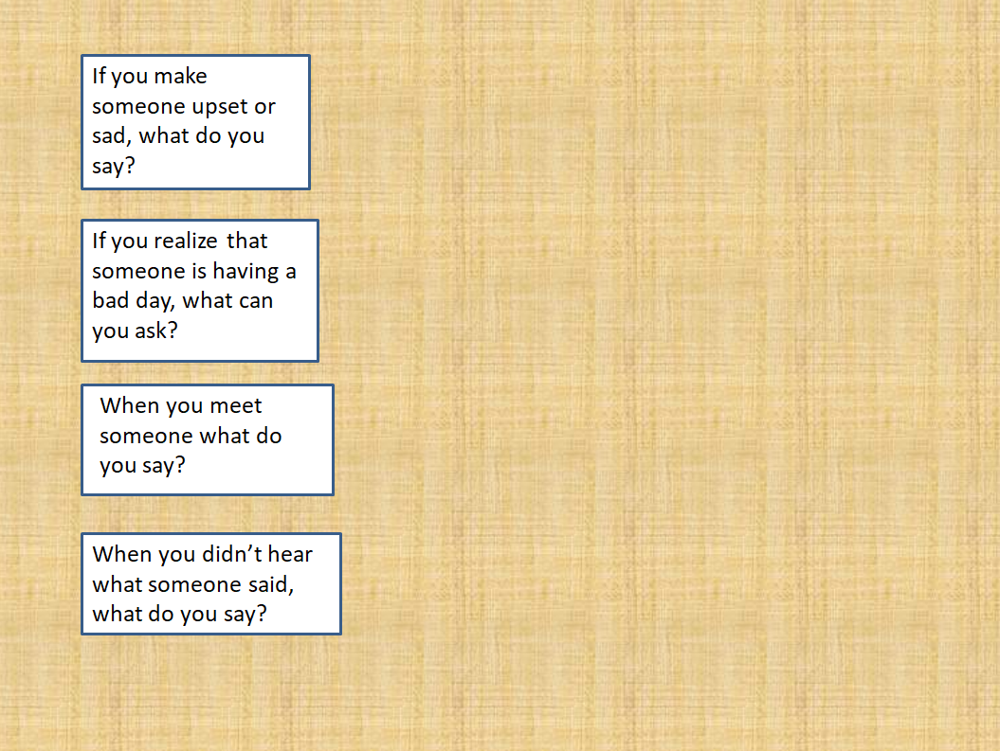 If you make
someone upset or
sad, what do you
say?
If you realize that
someone is having a
bad day, what can
you ask?
When you meet
someone what do
you say?
When you didn’t hear
what someone said,
what do you say?